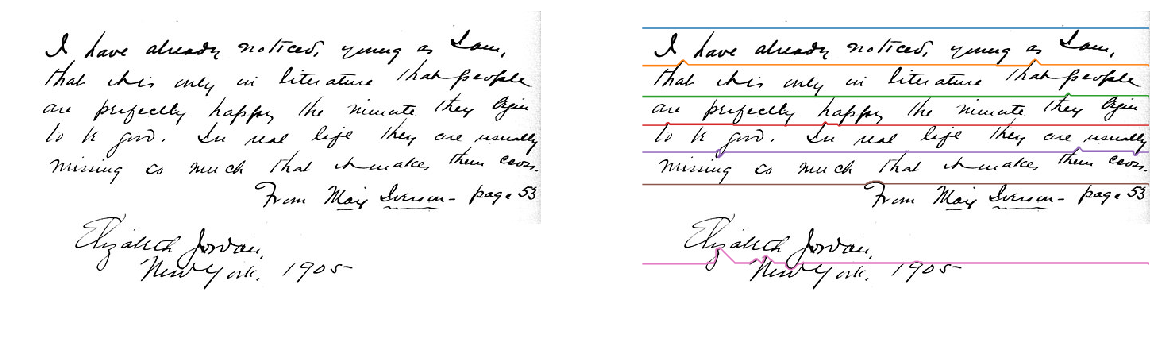 I have already noticed, young as I am,
that it is only in literature that people
are perfectly happy the minute they begin
to be good. In real life they are usually
missing so much that it makes them cross.
From May Iverson - page 53
Elizabeth Jordan,
New York, 1905
I have already noticed, young as I am,
that it is only in literature that people
are perfectly happy the minute they begin
to be good. In real life they are usually
missing so much that it makes them cross.
From May Iverson - page 53
Elizabeth Jordan,
New York, 1905